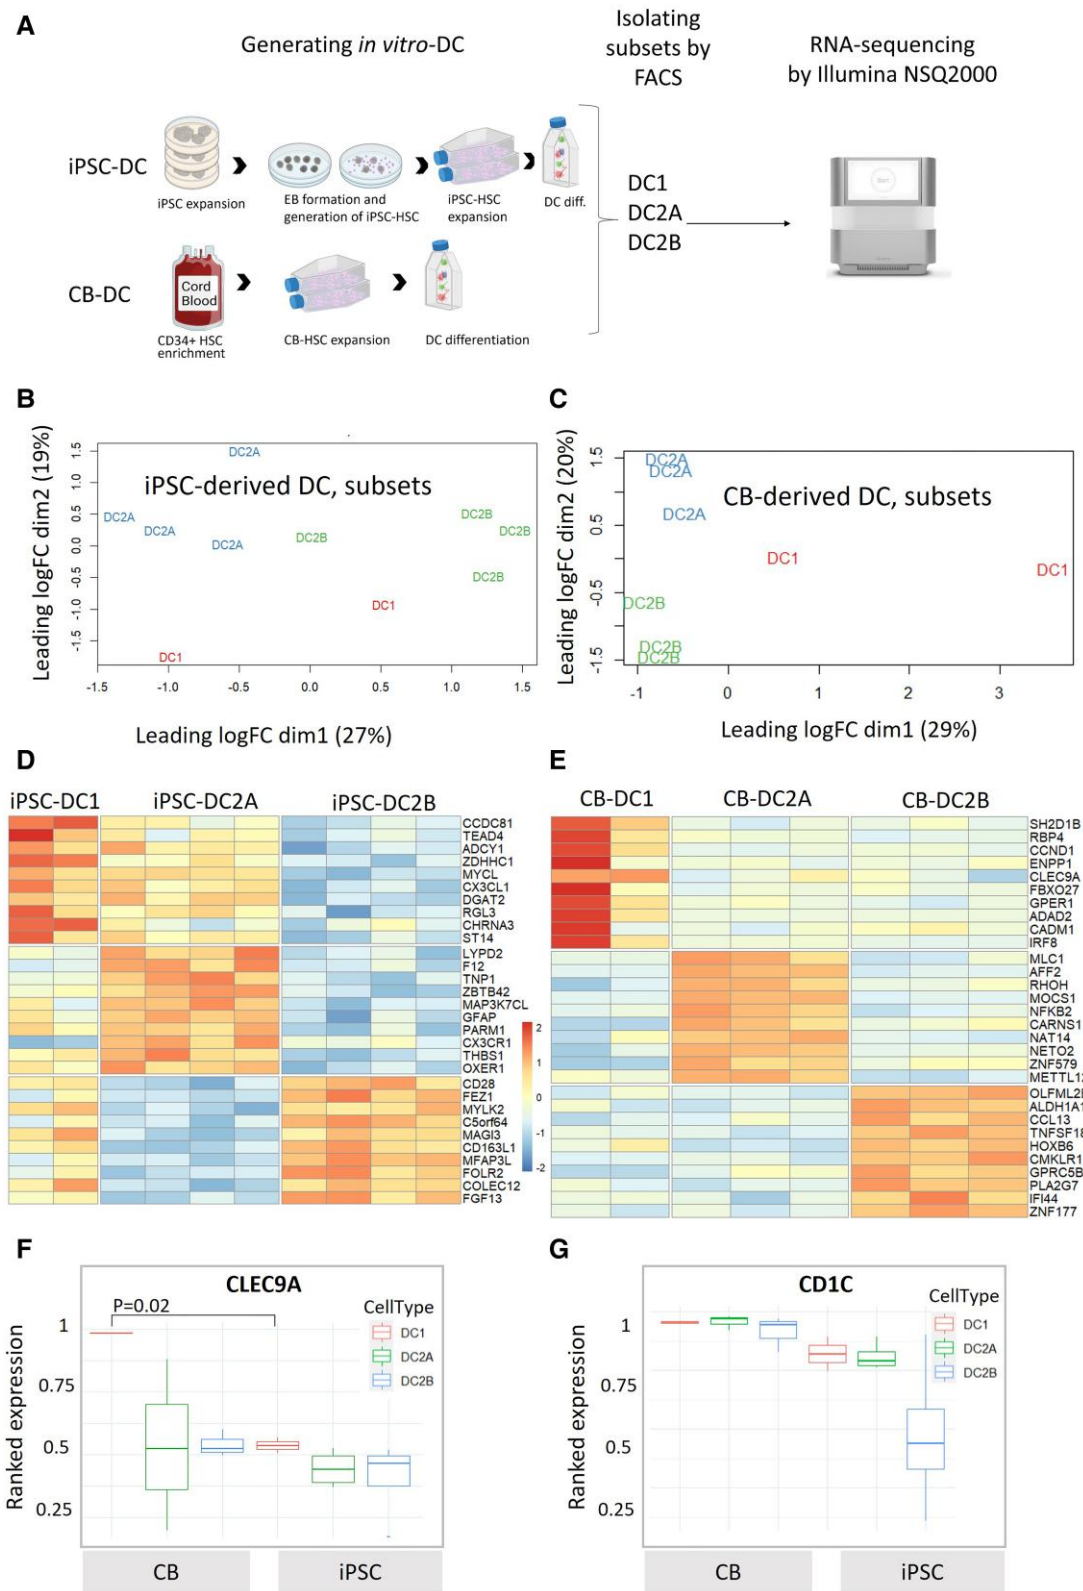 A
Generating in vitro-DC
Isolating
subsets by
FACS
RNA-sequencing
by Illumina NSQ2000
iPSC-DC
iPSC expansion
EB formation and
generation of iPSC-HSC
iPSC-HSC
expansion
DC diff.
DC1
DC2A
DC2B
Start
CB-DC
Cord
Blood
CD34+ HSC
enrichment
CB-HSC expansion
DC differentiation
B
iPSC-derived DC, subsets
Leading logFC dim2 (19%)
1.5
1.0
0.5
0.0
-0.5
-1.0
-1.5
DC2A
DC2A
DC2A
DC2A
DC2B
DC2B
DC2B
DC2B
DC1
DC1
-1.5
-1.0
-0.5
0.0
0.5
1.0
1.5
Leading logFC dim1 (27%)
C
CB-derived DC, subsets
Leading logFC dim2 (20%)
1.5
0.5
-0.5
-1.5
DC2A
DC2A
DC2A
DC1
DC1
DC2B
DC2B
DC2B
-1
0
1
2
3
Leading logFC dim1 (29%)
D
iPSC-DC1
iPSC-DC2A
iPSC-DC2B
CCDC81
TEAD4
ADCY1
ZDHHC1
MYCL
CX3CL1
DGAT2
RGL3
CHRNA3
ST14
LYPD2
F12
TNP1
ZBTB42
MAP3K7CL
GFAP
PARM1
CX3CR1
THBS1
OXER1
CD28
FEZ1
MYLK2
C5orf64
MAGI3
CD163L1
MFAP3L
FOLR2
COLEC12
FGF13
2
1
0
-1
-2
E
CB-DC1
CB-DC2A
CB-DC2B
SH2D1B
RBP4
CCND1
ENPP1
CLEC9A
FBXO27
GPER1
ADAD2
CADM1
IRF8
MLC1
AFF2
RHOH
MOCS1
NFKB2
CARNS1
NAT14
NETO2
ZNF579
METTL12
OLFML2B
ALDH1A1
CCL13
TNFSF18
HOXB6
CMKLR1
GPRC5B
PLA2G7
IFI44
ZNF177
F
CLEC9A
P=0.02
CellType
DC1
DC2A
DC2B
Ranked expression
1
0.75
0.5
0.25
CB
iPSC
G
CD1C
CellType
DC1
DC2A
DC2B
Ranked expression
1
0.75
0.5
0.25
CB
iPSC